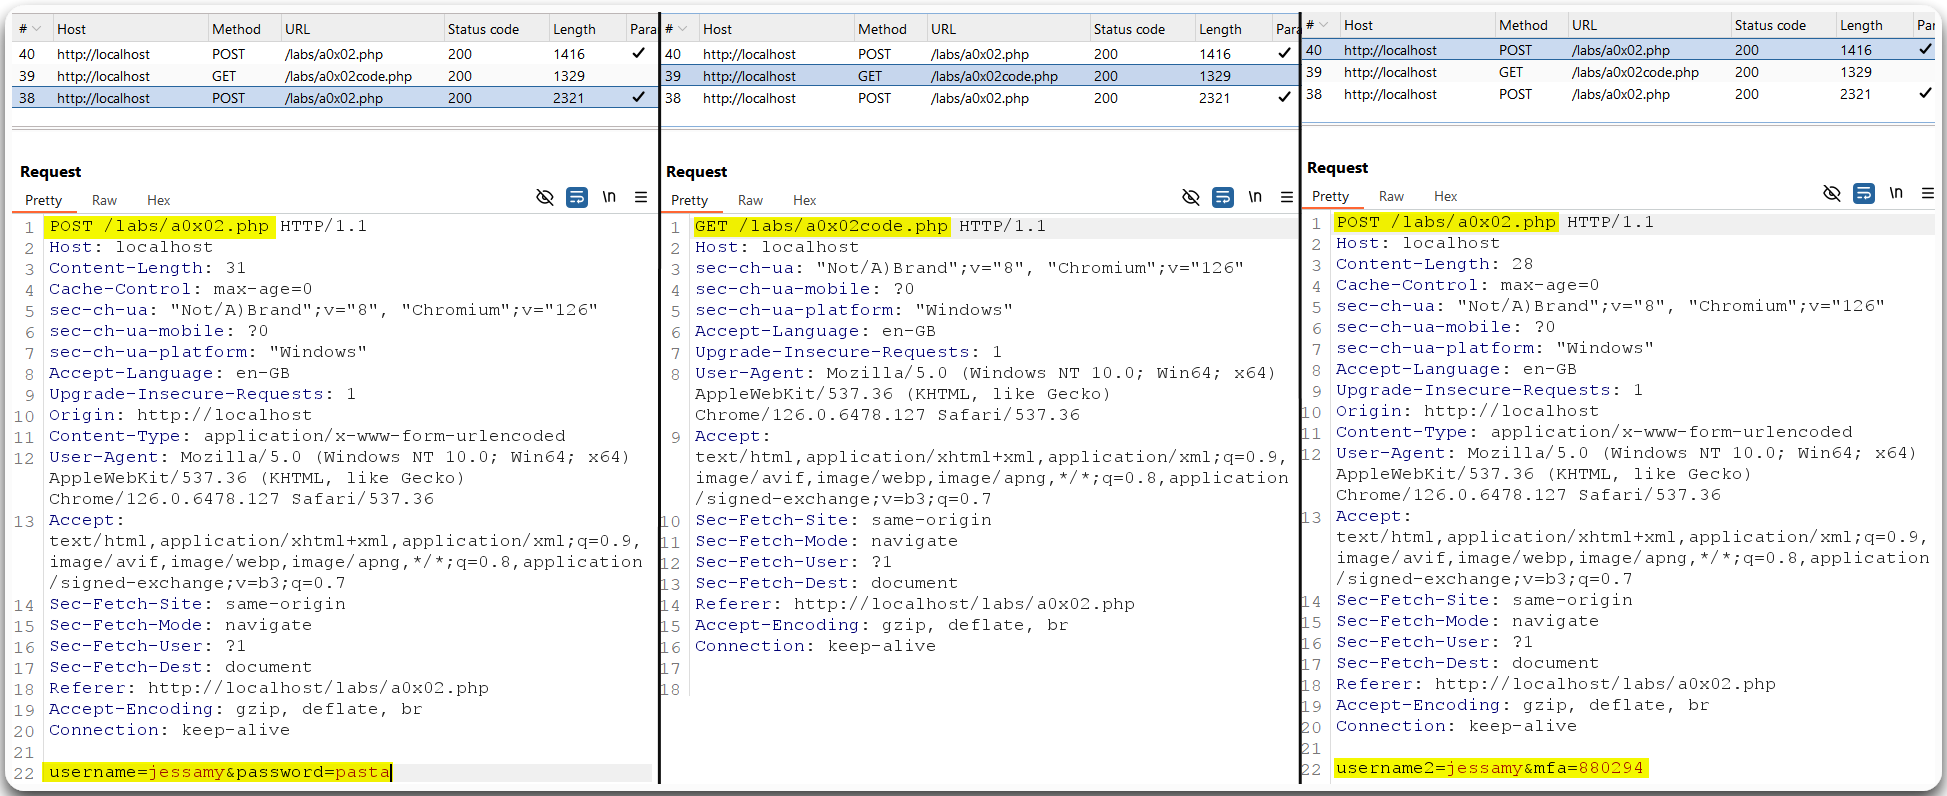 # Host Method URL Status code Length Para
40 http://localhost POST /labs/a0x02.php 200 1416 ✓
39 http://localhost GET /labs/a0x02code.php 200 1329
38 http://localhost POST /labs/a0x02.php 200 2321 ✓
Request
Pretty Raw Hex \n
1 POST /labs/a0x02.php HTTP/1.1
2 Host: localhost
3 Content-Length: 31
4 Cache-Control: max-age=0
5 sec-ch-ua: "Not/A)Brand";v="8", "Chromium";v="126"
6 sec-ch-ua-mobile: ?0
7 sec-ch-ua-platform: "Windows"
8 Accept-Language: en-GB
9 Upgrade-Insecure-Requests: 1
10 Origin: http://localhost
11 Content-Type: application/x-www-form-urlencoded
12 User-Agent: Mozilla/5.0 (Windows NT 10.0; Win64; x64)
AppleWebKit/537.36 (KHTML, like Gecko)
Chrome/126.0.6478.127 Safari/537.36
13 Accept:
text/html,application/xhtml+xml,application/xml;q=0.9,
image/avif,image/webp,image/apng,*/*;q=0.8,application
/signed-exchange;v=b3;q=0.7
14 Sec-Fetch-Site: same-origin
15 Sec-Fetch-Mode: navigate
16 Sec-Fetch-User: ?1
17 Sec-Fetch-Dest: document
18 Referer: http://localhost/labs/a0x02.php
19 Accept-Encoding: gzip, deflate, br
20 Connection: keep-alive
21
22 username=jessamy&password=pasta
# Host Method URL Status code Length Para
40 http://localhost POST /labs/a0x02.php 200 1416 ✓
39 http://localhost GET /labs/a0x02code.php 200 1329
38 http://localhost POST /labs/a0x02.php 200 2321 ✓
Request
Pretty Raw Hex \n
1 GET /labs/a0x02code.php HTTP/1.1
2 Host: localhost
3 sec-ch-ua: "Not/A)Brand";v="8", "Chromium";v="126"
4 sec-ch-ua-mobile: ?0
5 sec-ch-ua-platform: "Windows"
6 Accept-Language: en-GB
7 Upgrade-Insecure-Requests: 1
8 User-Agent: Mozilla/5.0 (Windows NT 10.0; Win64; x64)
AppleWebKit/537.36 (KHTML, like Gecko)
Chrome/126.0.6478.127 Safari/537.36
9 Accept:
text/html,application/xhtml+xml,application/xml;q=0.9,
image/avif,image/webp,image/apng,*/*;q=0.8,application
/signed-exchange;v=b3;q=0.7
10 Sec-Fetch-Site: same-origin
11 Sec-Fetch-Mode: navigate
12 Sec-Fetch-User: ?1
13 Sec-Fetch-Dest: document
14 Referer: http://localhost/labs/a0x02.php
15 Accept-Encoding: gzip, deflate, br
16 Connection: keep-alive
17
18
# Host Method URL Status code Length Par
40 http://localhost POST /labs/a0x02.php 200 1416 ✓
39 http://localhost GET /labs/a0x02code.php 200 1329
38 http://localhost POST /labs/a0x02.php 200 2321 ✓
Request
Pretty Raw Hex \n
1 POST /labs/a0x02.php HTTP/1.1
2 Host: localhost
3 Content-Length: 28
4 Cache-Control: max-age=0
5 sec-ch-ua: "Not/A)Brand";v="8", "Chromium";v="126"
6 sec-ch-ua-mobile: ?0
7 sec-ch-ua-platform: "Windows"
8 Accept-Language: en-GB
9 Upgrade-Insecure-Requests: 1
10 Origin: http://localhost
11 Content-Type: application/x-www-form-urlencoded
12 User-Agent: Mozilla/5.0 (Windows NT 10.0; Win64; x64)
AppleWebKit/537.36 (KHTML, like Gecko)
Chrome/126.0.6478.127 Safari/537.36
13 Accept:
text/html,application/xhtml+xml,application/xml;q=0.9,
image/avif,image/webp,image/apng,*/*;q=0.8,application
/signed-exchange;v=b3;q=0.7
14 Sec-Fetch-Site: same-origin
15 Sec-Fetch-Mode: navigate
16 Sec-Fetch-User: ?1
17 Sec-Fetch-Dest: document
18 Referer: http://localhost/labs/a0x02.php
19 Accept-Encoding: gzip, deflate, br
20 Connection: keep-alive
21
22 username2=jessamy&mfa=880294